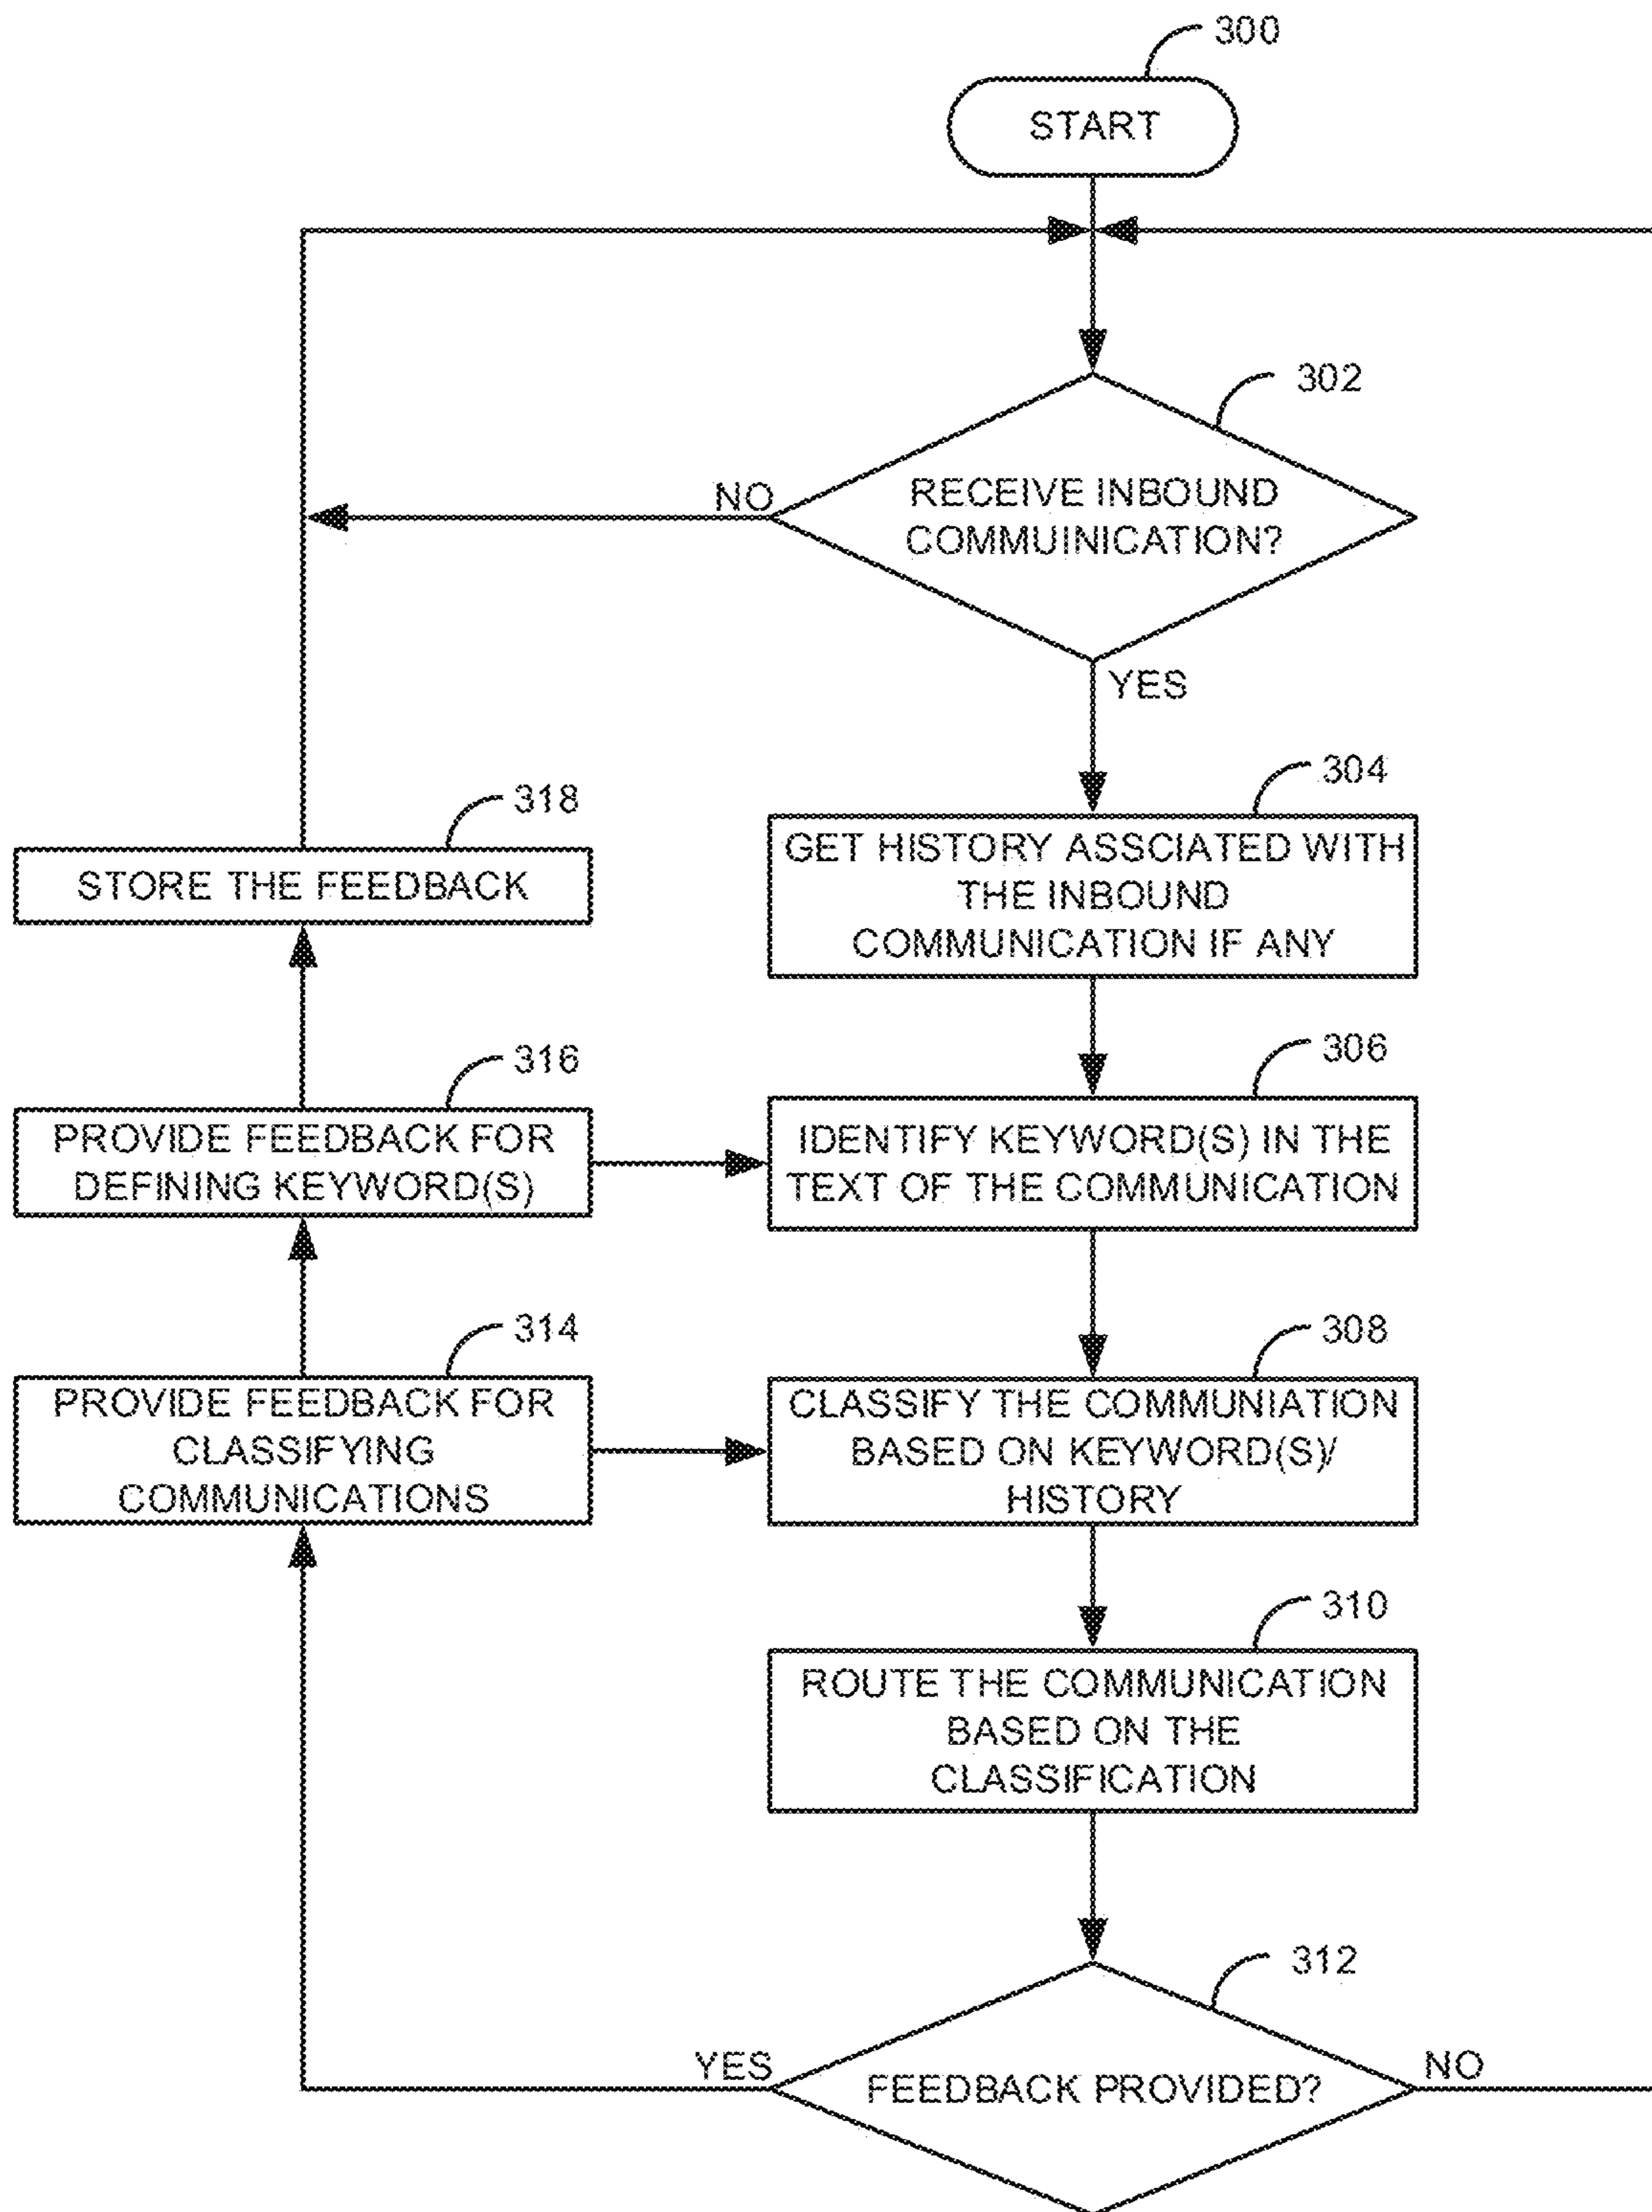 300
START
302
RECEIVE INBOUND
COMMUINICATION?
NO
YES
304
GET HISTORY ASSCIATED WITH
THE INBOUND
COMMUNICATION IF ANY
318
STORE THE FEEDBACK
306
IDENTIFY KEYWORD(S) IN THE
TEXT OF THE COMMUNICATION
316
PROVIDE FEEDBACK FOR
DEFINING KEYWORD(S)
308
CLASSIFY THE COMMUNIATION
BASED ON KEYWORD(S)/
HISTORY
314
PROVIDE FEEDBACK FOR
CLASSIFYING
COMMUNICATIONS
310
ROUTE THE COMMUNICATION
BASED ON THE
CLASSIFICATION
312
FEEDBACK PROVIDED?
YES
NO